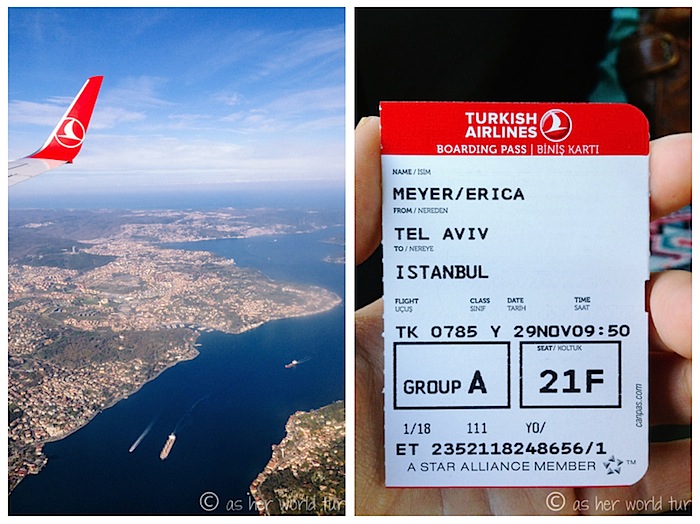 © as her world tur
TURKISH
AIRLINES
BOARDING PASS | BİNİŞ KARTI
NAME / İSİM
MEYER/ERICA
FROM / NEREDEN
TEL AVIV
TO / NEREYE
ISTANBUL
FLIGHT CLASS DATE TIME
UÇUŞ SINIF TARİH SAAT
TK 0785 Y 29NOV09:50
SEAT / KOLTUK
GROUP A 21F
1/18 111 YO/
ET 2352118248656/1
A STAR ALLIANCE MEMBER ™
canpas.com
© as her world tur